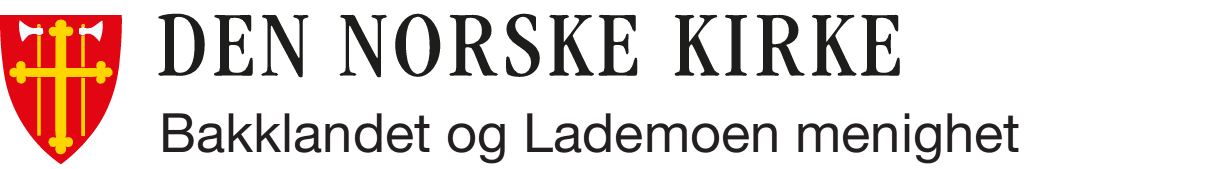 DEN NORSKE KIRKE
Bakklandet og Lademoen menighet